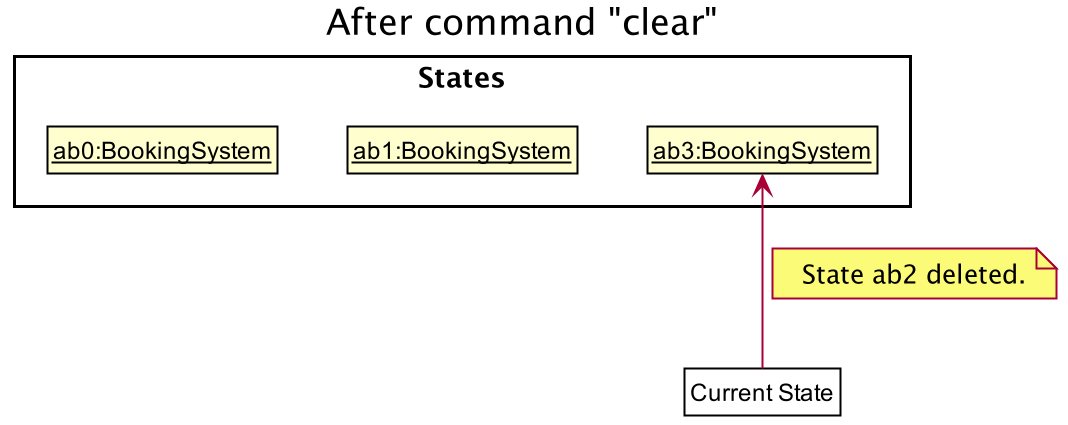 After command "clear"
States
ab0:BookingSystem
ab1:BookingSystem
ab3:BookingSystem
State ab2 deleted.
Current State